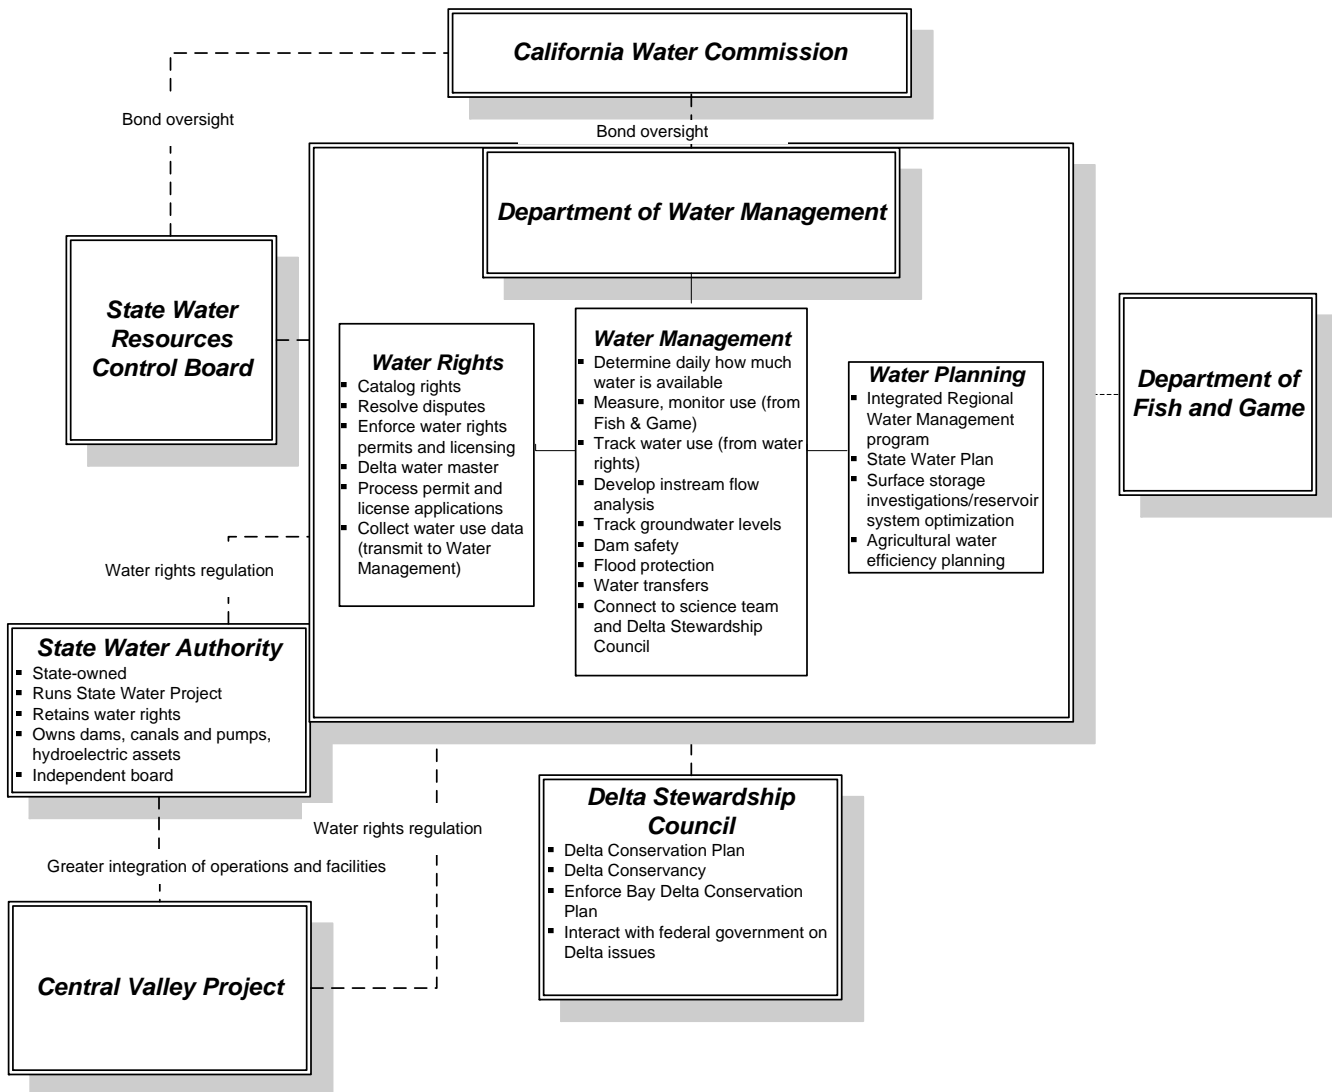 California Water Commission
Bond oversight
Bond oversight
Department of Water Management
State Water
Resources
Control Board
Water Rights
▪ Catalog rights
▪ Resolve disputes
▪ Enforce water rights
permits and licensing
▪ Delta water master
▪ Process permit and
license applications
▪ Collect water use data
(transmit to Water
Management)
Water Management
▪ Determine daily how much
water is available
▪ Measure, monitor use (from
Fish & Game)
▪ Track water use (from water
rights)
▪ Develop instream flow
analysis
▪ Track groundwater levels
▪ Dam safety
▪ Flood protection
▪ Water transfers
▪ Connect to science team
and Delta Stewardship
Council
Water Planning
▪ Integrated Regional
Water Management
program
▪ State Water Plan
▪ Surface storage
investigations/reservoir
system optimization
▪ Agricultural water
efficiency planning
Department of
Fish and Game
Water rights regulation
State Water Authority
▪ State-owned
▪ Runs State Water Project
▪ Retains water rights
▪ Owns dams, canals and pumps,
hydroelectric assets
▪ Independent board
Water rights regulation
Greater integration of operations and facilities
Delta Stewardship
Council
▪ Delta Conservation Plan
▪ Delta Conservancy
▪ Enforce Bay Delta Conservation
Plan
▪ Interact with federal government on
Delta issues
Central Valley Project